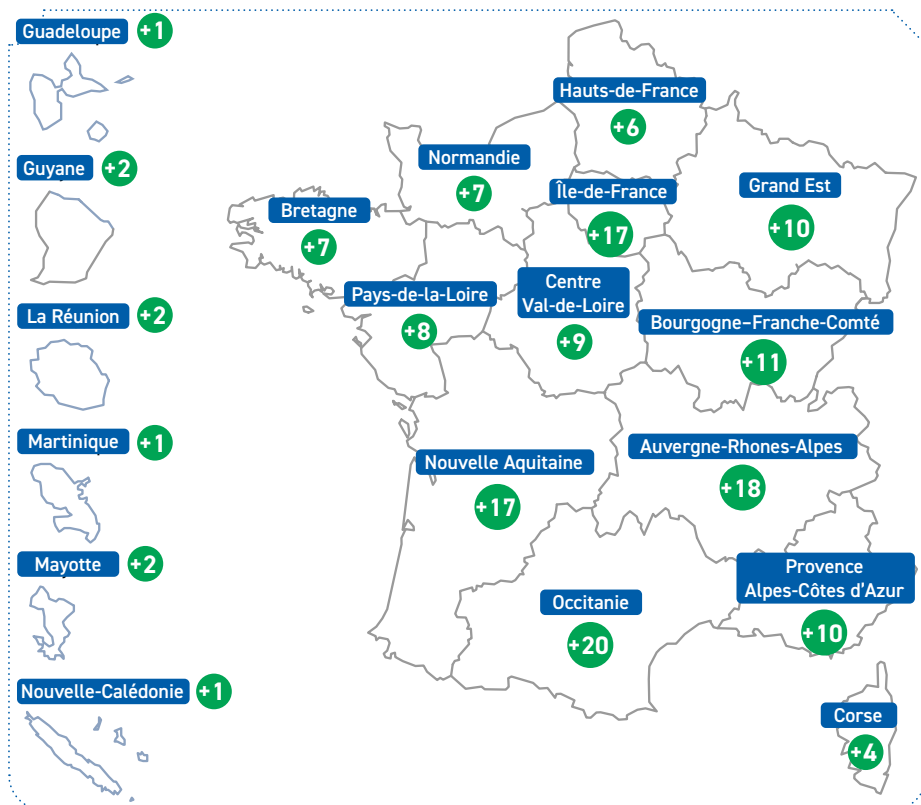 Guadeloupe +1
Guyane +2
La Réunion +2
Martinique +1
Mayotte +2
Nouvelle-Calédonie +1
Hauts-de-France
+6
Normandie
+7
Île-de-France
+17
Grand Est
+10
Bretagne
+7
Pays-de-la-Loire
+8
Centre
Val-de-Loire
+9
Bourgogne–Franche-Comté
+11
Nouvelle Aquitaine
+17
Auvergne-Rhones-Alpes
+18
Occitanie
+20
Provence
Alpes-Côtes d’Azur
+10
Corse
+4